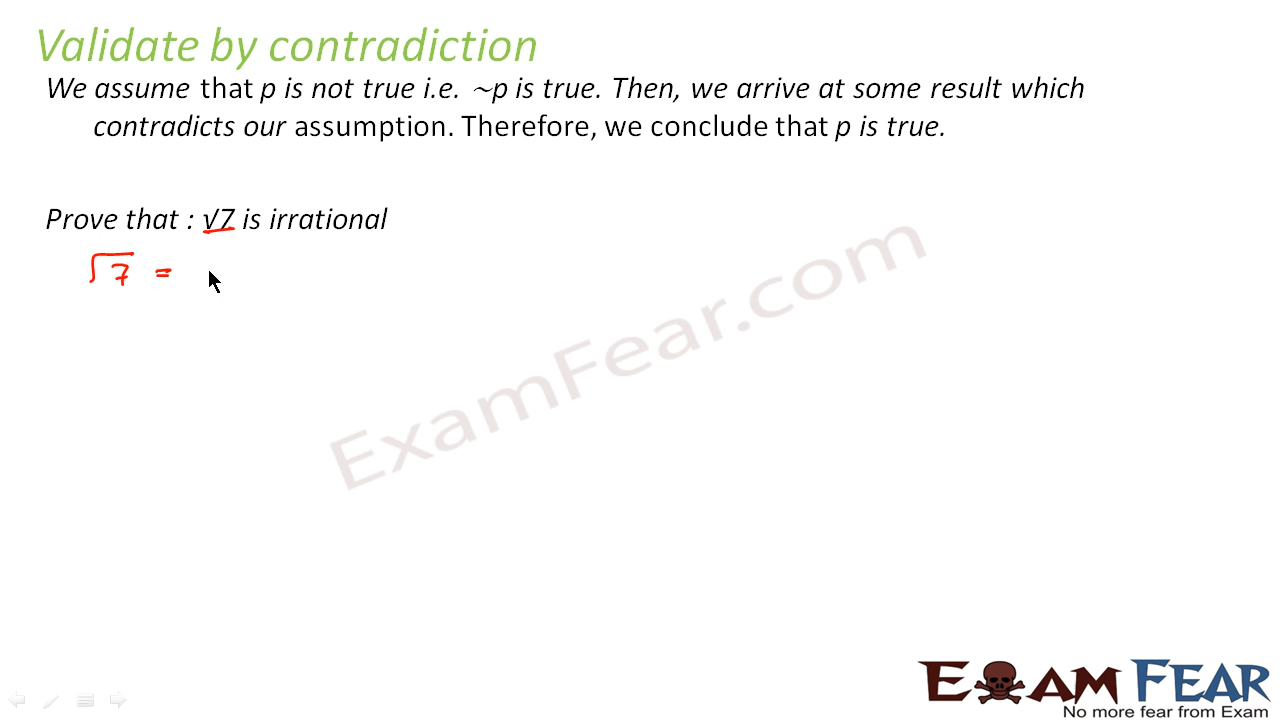 Validate by contradiction
We assume that p is not true i.e. ~p is true. Then, we arrive at some result which
contradicts our assumption. Therefore, we conclude that p is true.
Prove that : √7 is irrational
√7 =
ExamFear.com
EXAM FEAR
No more fear from Exam